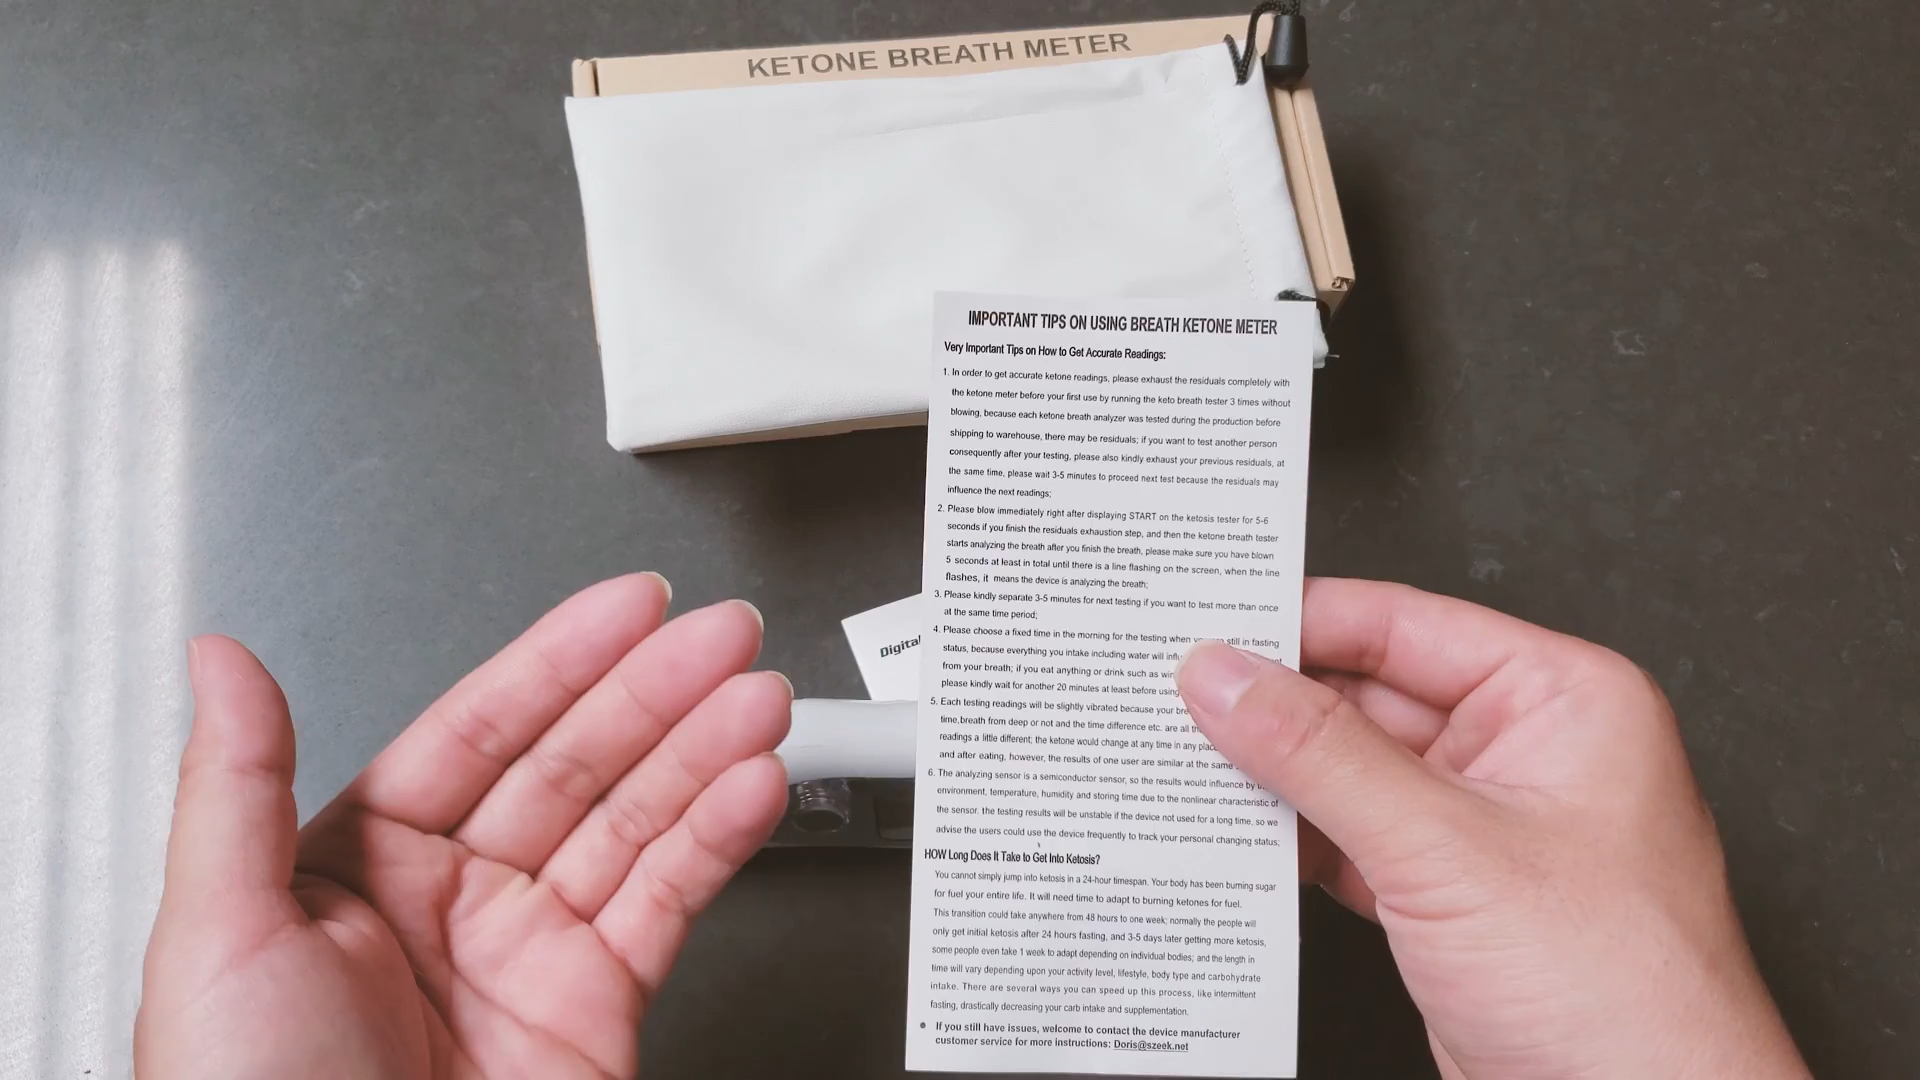 KETONE BREATH METER
IMPORTANT TIPS ON USING BREATH KETONE METER
Very Important Tips on How to Get Accurate Readings:
1. In order to get accurate ketone readings, please exhaust the residuals completely with
the ketone meter before your first use by running the keto breath tester 3 times without
blowing, because each ketone breath analyzer was tested during the production before
shipping to warehouse, there may be residuals; if you want to test another person
consequently after your testing, please also kindly exhaust your previous residuals, at
the same time, please wait 3-5 minutes to proceed next test because the residuals may
influence the next readings;
2. Please blow immediately right after displaying START on the ketosis tester for 5-6
seconds if you finish the residuals exhaustion step, and then the ketone breath tester
starts analyzing the breath after you finish the breath, please make sure you have blown
5 seconds at least in total until there is a line flashing on the screen, when the line
flashes, it means the device is analyzing the breath;
3. Please kindly separate 3-5 minutes for next testing if you want to test more than once
at the same time period;
4. Please choose a fixed time in the morning for the testing when still in fasting
status, because everything you intake including water will
from your breath; if you eat anything or drink such as
please kindly wait for another 20 minutes at least before using
5. Each testing readings will be slightly vibrated because your
time,breath from deep or not and the time difference etc. are all
readings a little different; the ketone would change at any time in any
and after eating, however, the results of one user are similar at the same
6. The analyzing sensor is a semiconductor sensor, so the results would influence by
environment, temperature, humidity and storing time due to the nonlinear characteristic of
the sensor, the testing results will be unstable if the device not used for a long time, so we
advise the users could use the device frequently to track your personal changing status;
HOW Long Does It Take to Get Into Ketosis?
You cannot simply jump into ketosis in a 24-hour timespan. Your body has been burning sugar
for fuel your entire life. It will need time to adapt to burning ketones for fuel.
This transition could take anywhere from 48 hours to one week; normally the people will
only get initial ketosis after 24 hours fasting, and 3-5 days later getting more ketosis,
some people even take 1 week to adapt depending on individual bodies; and the length in
time will vary depending upon your activity level, lifestyle, body type and carbohydrate
intake. There are several ways you can speed up this process, like intermittent
fasting, drastically decreasing your carb intake and supplementation.
● If you still have issues, welcome to contact the device manufacturer
customer service for more instructions: Doris@szeek.net
Digital